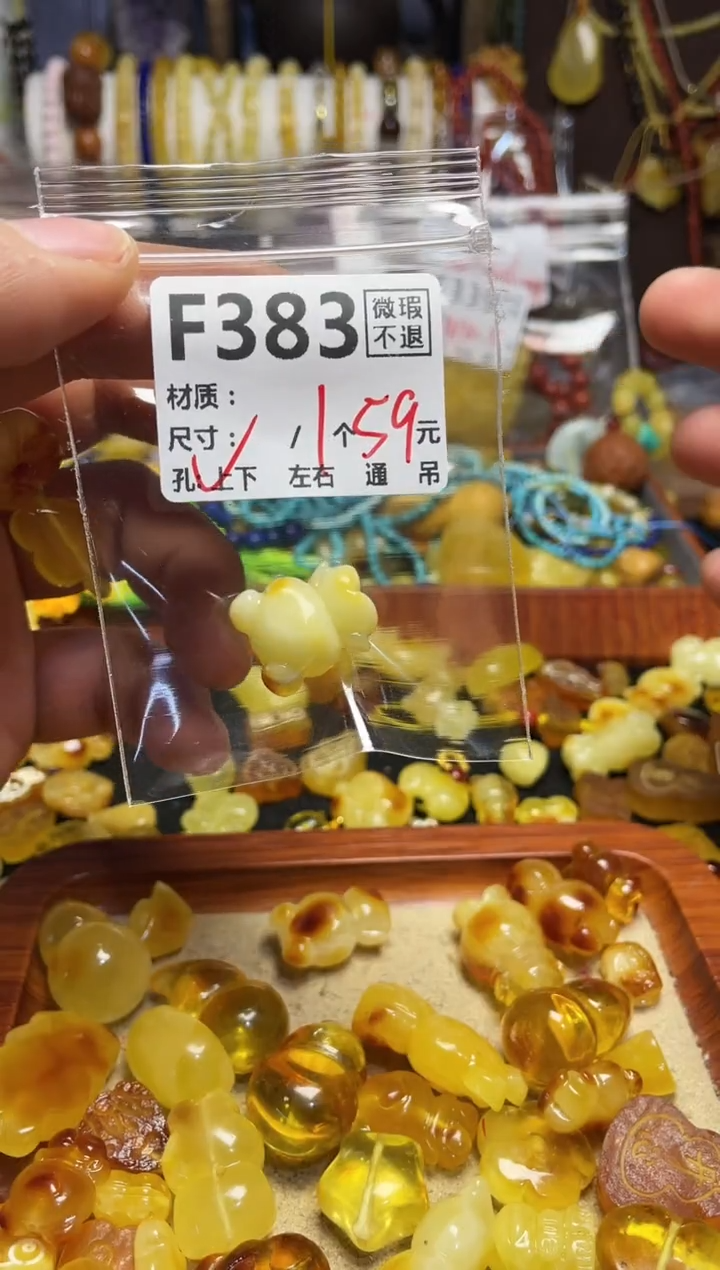 F383 微瑕
不退
材质：
尺寸： / 1个 59元
孔：上下 左右 通 吊